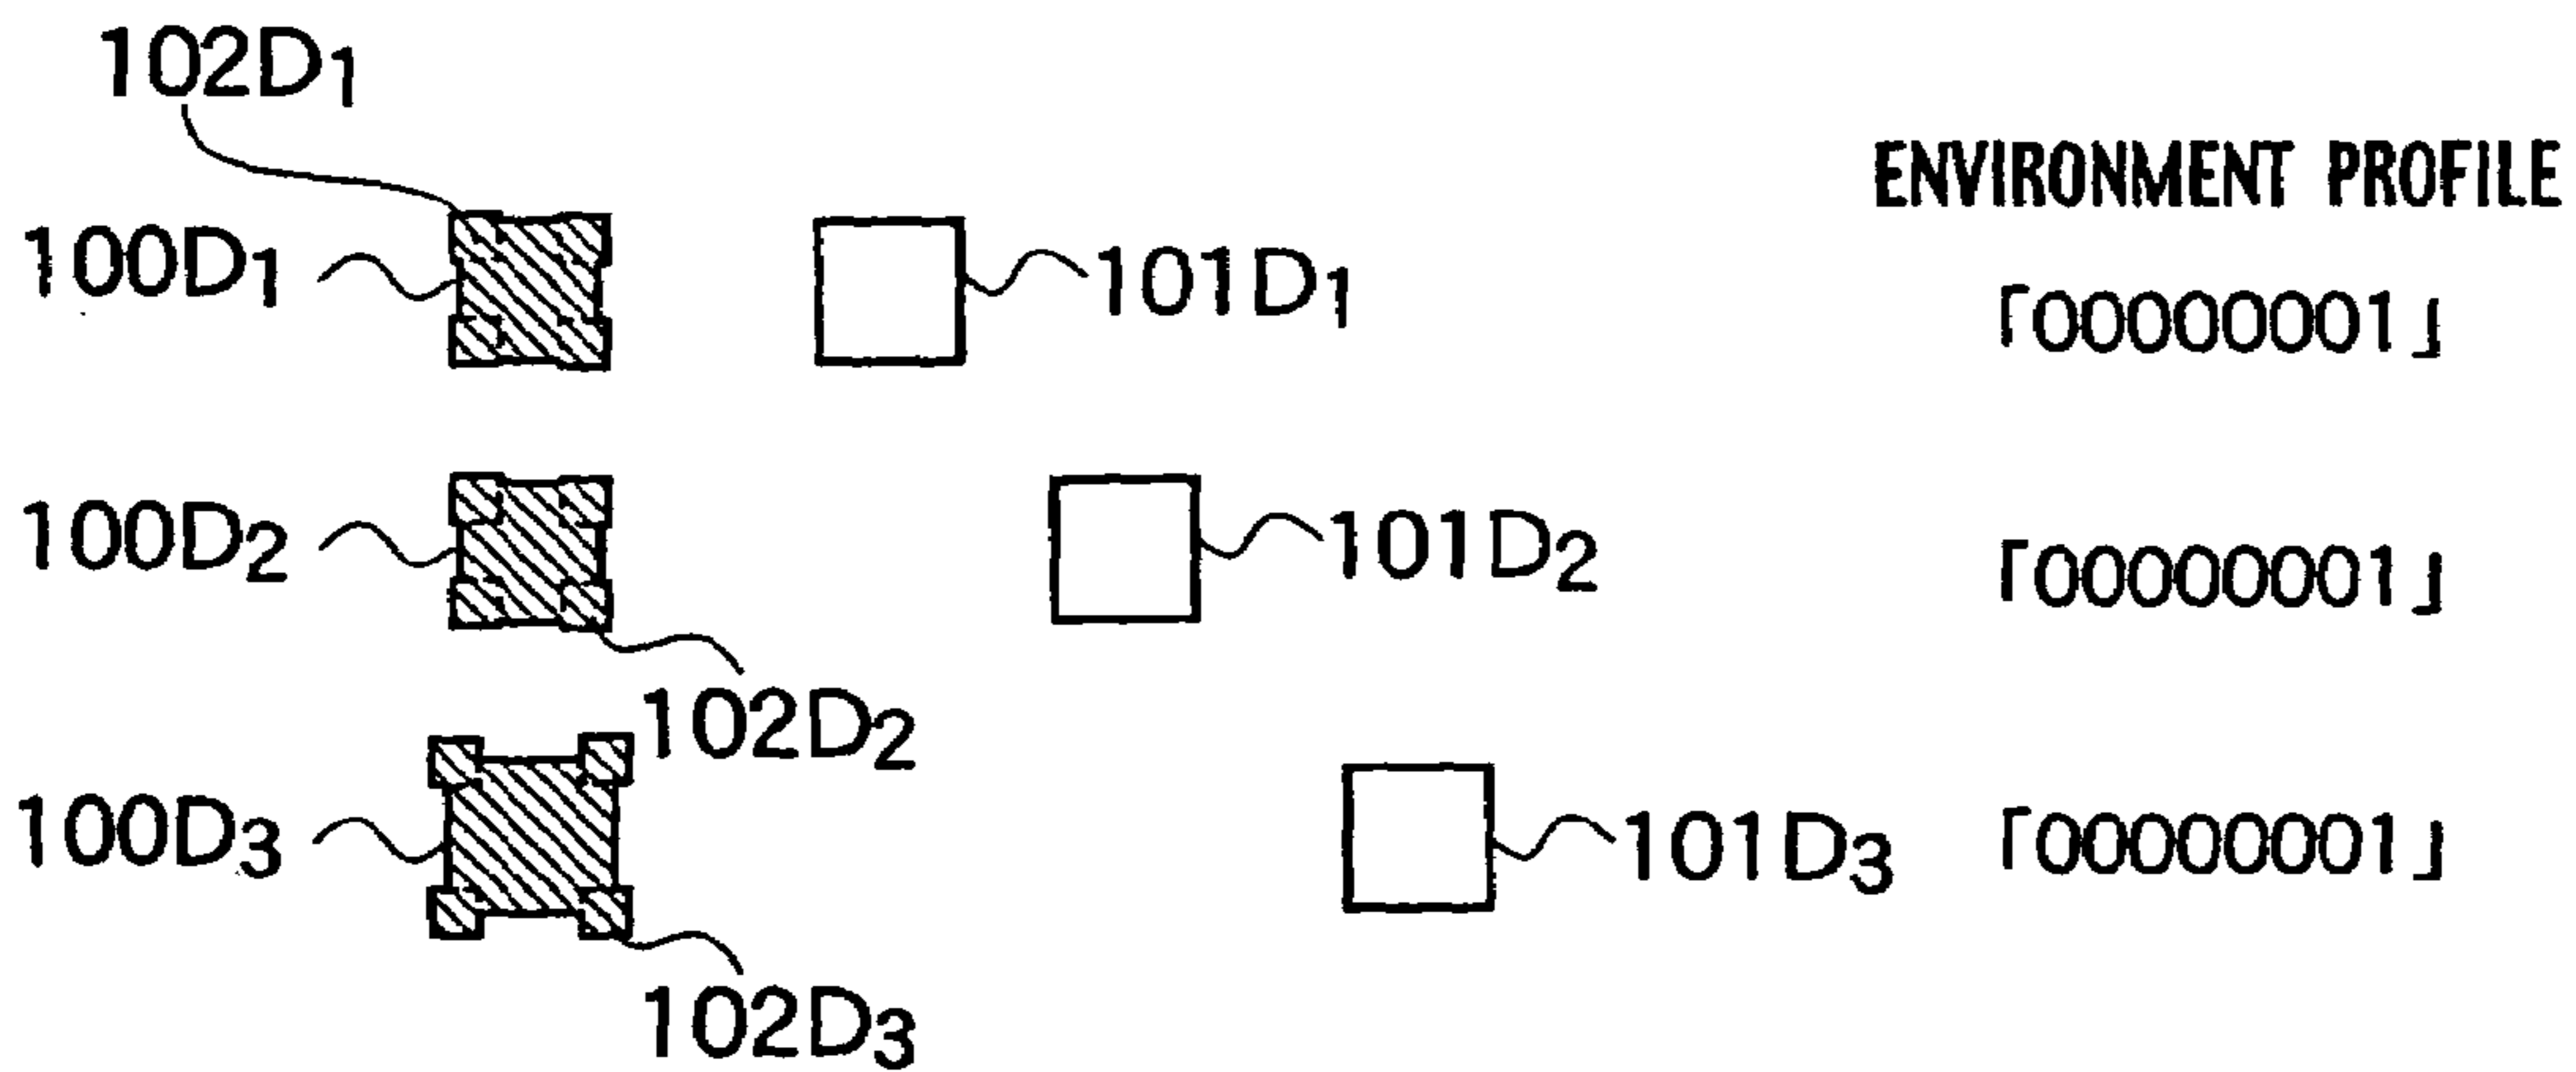 102D1
ENVIRONMENT PROFILE
100D1 101D1 「00000001」
100D2 101D2 「00000001」
102D2
100D3 101D3 「00000001」
102D3